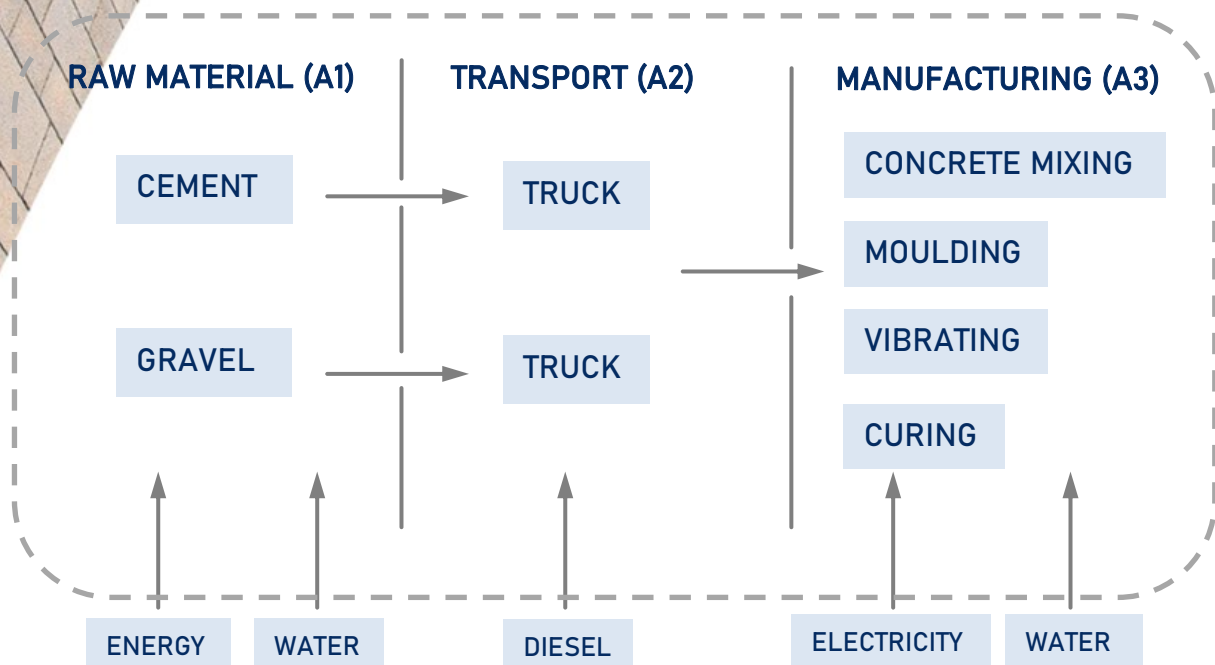 RAW MATERIAL (A1)
TRANSPORT (A2)
MANUFACTURING (A3)
CEMENT
TRUCK
CONCRETE MIXING
MOULDING
VIBRATING
GRAVEL
TRUCK
CURING
ENERGY
WATER
DIESEL
ELECTRICITY
WATER